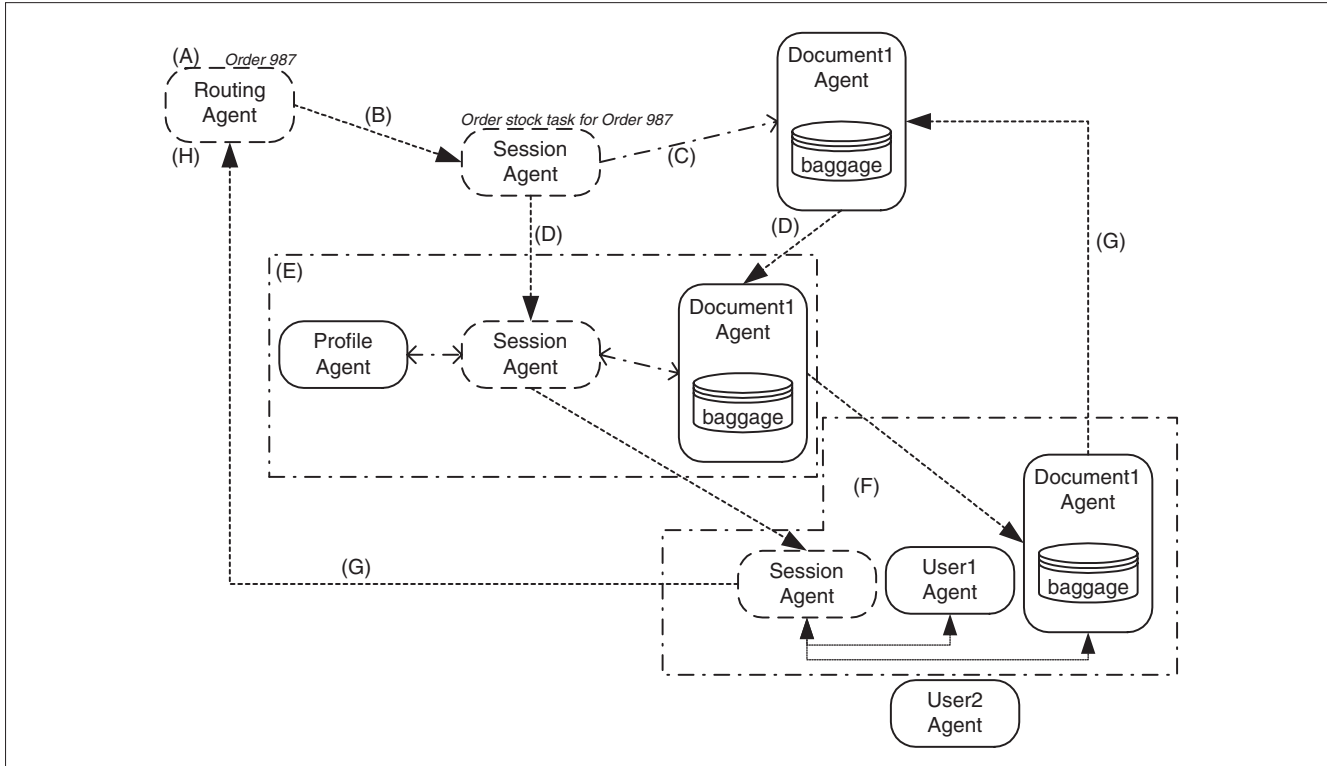 (A)
Order 987
Routing
Agent
(H)
(B)
Order stock task for Order 987
Session
Agent
(C)
Document1
Agent
baggage
(D)
(D)
(G)
(E)
Profile
Agent
Session
Agent
Document1
Agent
baggage
(F)
Document1
Agent
baggage
(G)
Session
Agent
User1
Agent
User2
Agent